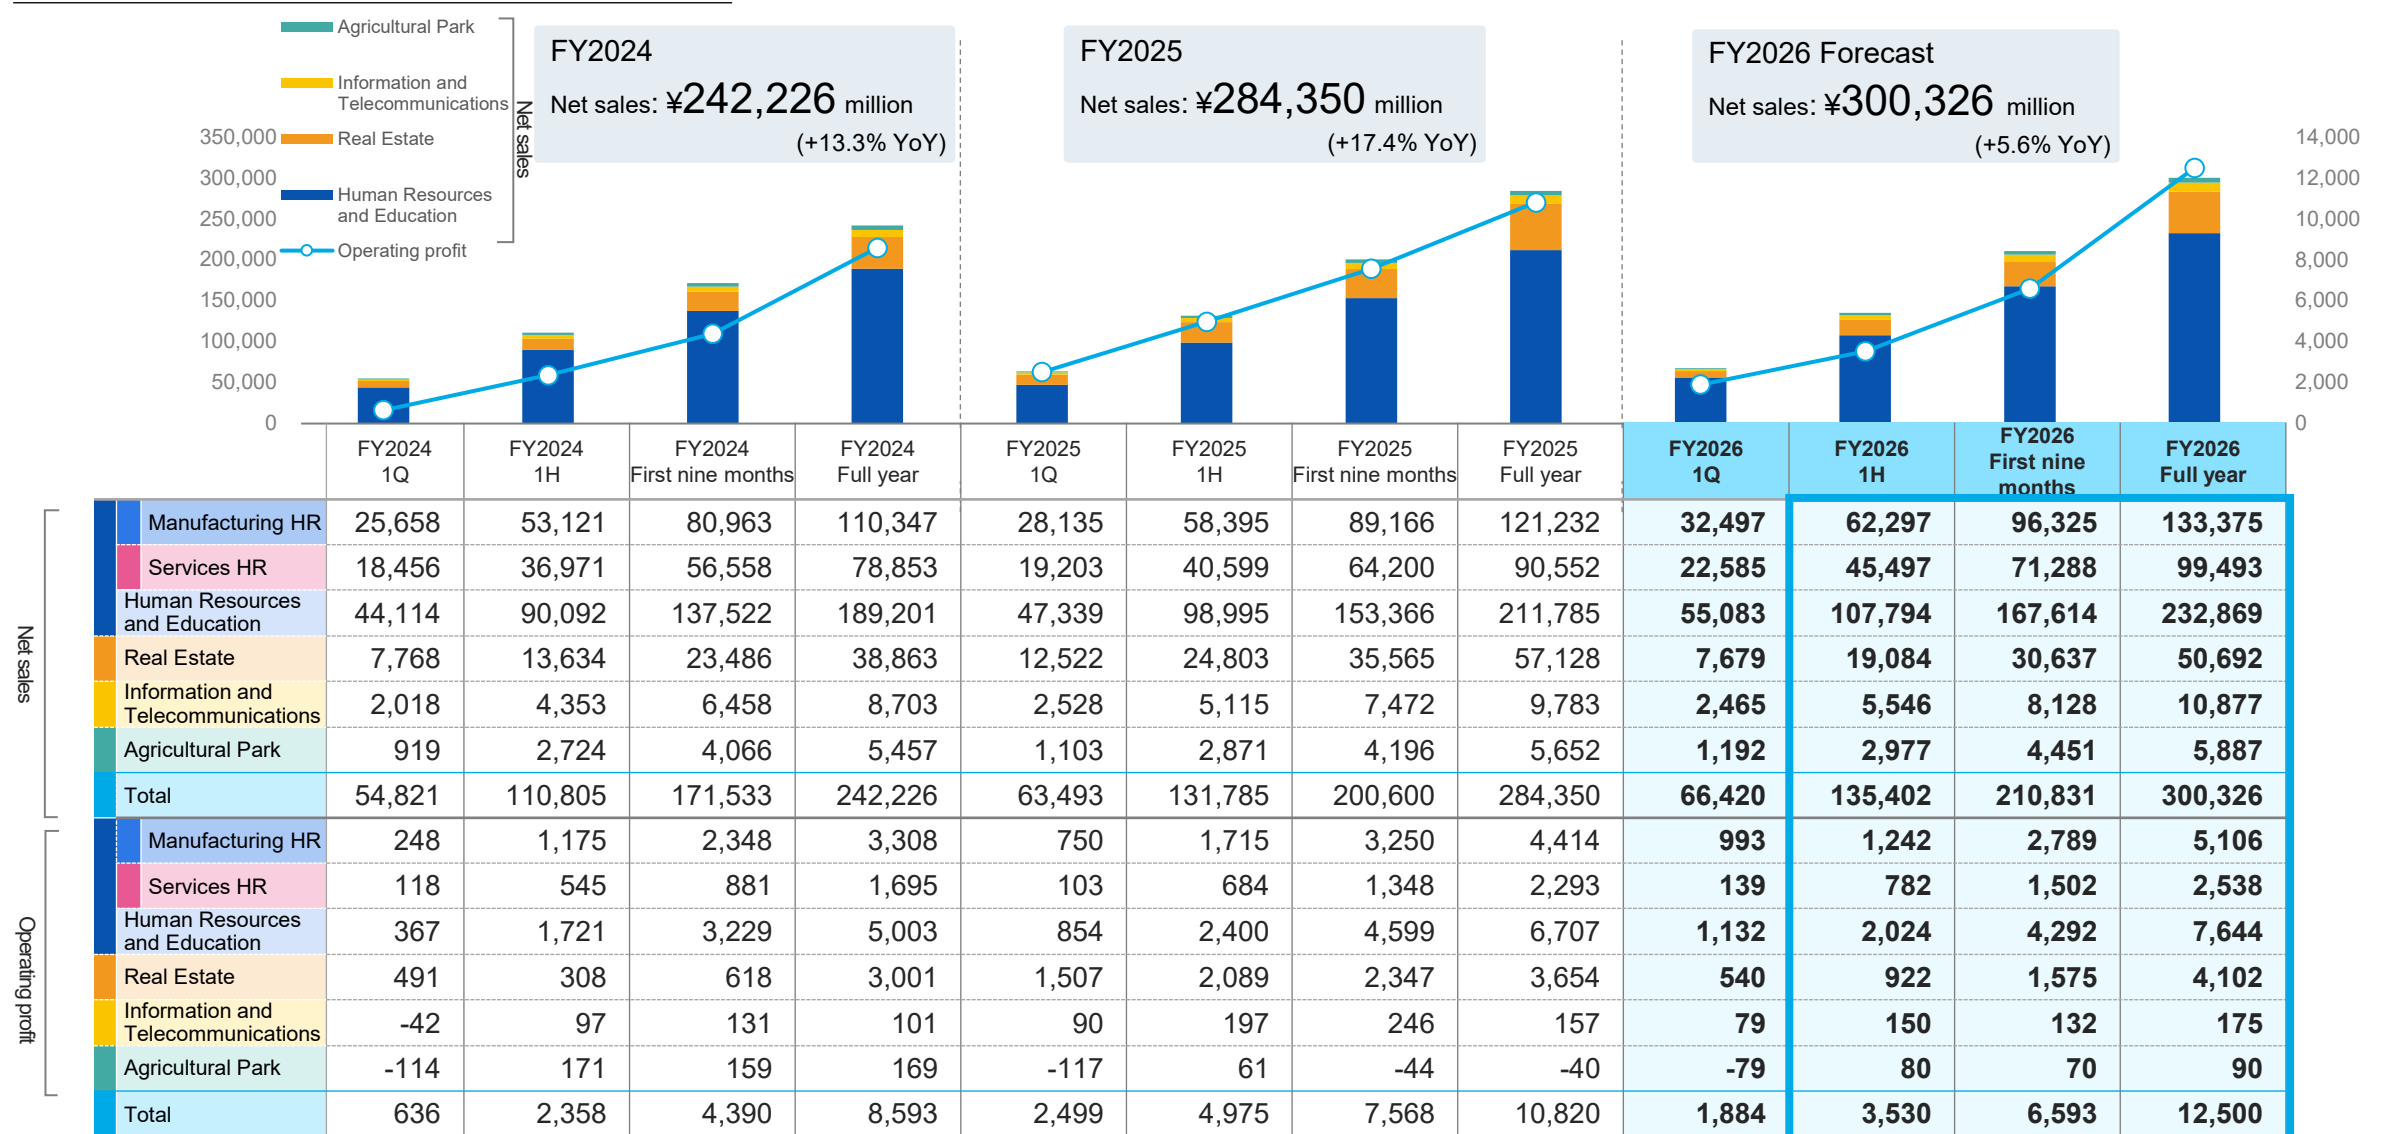 Agricultural Park
Information and
Telecommunications
Real Estate
Human Resources
and Education
Operating profit
Net sales
FY2024
Net sales: ¥242,226 million
(+13.3% YoY)
FY2025
Net sales: ¥284,350 million
(+17.4% YoY)
FY2026 Forecast
Net sales: ¥300,326 million
(+5.6% YoY)
350,000
300,000
250,000
200,000
150,000
100,000
50,000
0
14,000
12,000
10,000
8,000
6,000
4,000
2,000
0
FY2024 FY2024 FY2024 FY2024 FY2025 FY2025 FY2025 FY2025 FY2026 FY2026 FY2026 FY2026
1Q 1H First nine months Full year 1Q 1H First nine months Full year 1Q 1H First nine Full year
months
Net sales
Manufacturing HR 25,658 53,121 80,963 110,347 28,135 58,395 89,166 121,232 32,497 62,297 96,325 133,375
Services HR 18,456 36,971 56,558 78,853 19,203 40,599 64,200 90,552 22,585 45,497 71,288 99,493
Human Resources
and Education 44,114 90,092 137,522 189,201 47,339 98,995 153,366 211,785 55,083 107,794 167,614 232,869
Real Estate 7,768 13,634 23,486 38,863 12,522 24,803 35,565 57,128 7,679 19,084 30,637 50,692
Information and
Telecommunications 2,018 4,353 6,458 8,703 2,528 5,115 7,472 9,783 2,465 5,546 8,128 10,877
Agricultural Park 919 2,724 4,066 5,457 1,103 2,871 4,196 5,652 1,192 2,977 4,451 5,887
Total 54,821 110,805 171,533 242,226 63,493 131,785 200,600 284,350 66,420 135,402 210,831 300,326
Operating profit
Manufacturing HR 248 1,175 2,348 3,308 750 1,715 3,250 4,414 993 1,242 2,789 5,106
Services HR 118 545 881 1,695 103 684 1,348 2,293 139 782 1,502 2,538
Human Resources
and Education 367 1,721 3,229 5,003 854 2,400 4,599 6,707 1,132 2,024 4,292 7,644
Real Estate 491 308 618 3,001 1,507 2,089 2,347 3,654 540 922 1,575 4,102
Information and
Telecommunications -42 97 131 101 90 197 246 157 79 150 132 175
Agricultural Park -114 171 159 169 -117 61 -44 -40 -79 80 70 90
Total 636 2,358 4,390 8,593 2,499 4,975 7,568 10,820 1,884 3,530 6,593 12,500